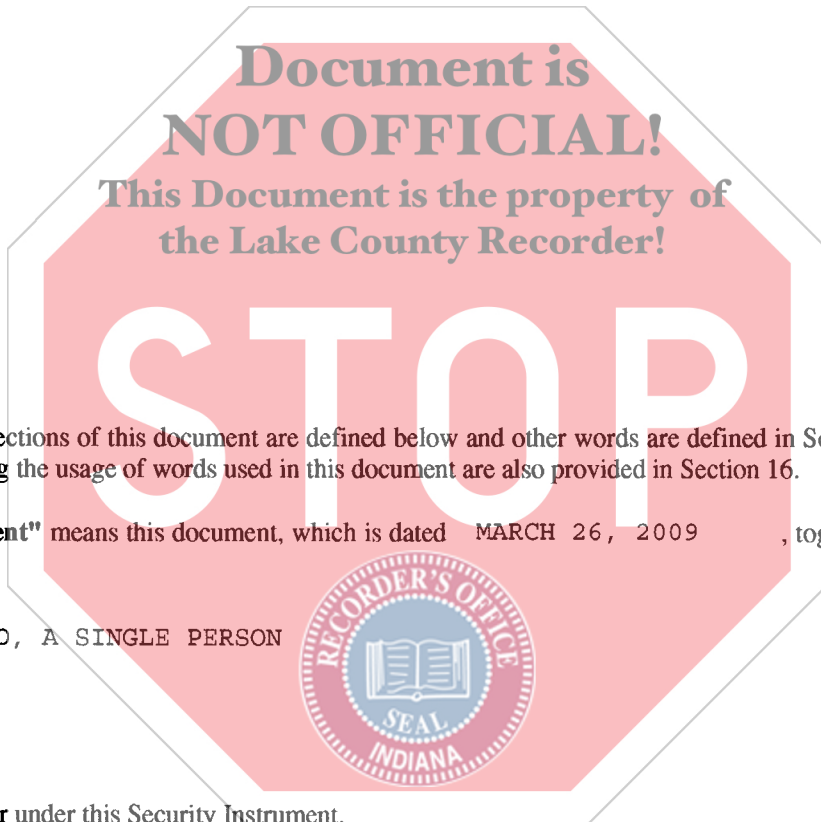 Document is
NOT OFFICIAL!
This Document is the property of
the Lake County Recorder!
STOP
ections of this document are defined below and other words are defined in S
g the usage of words used in this document are also provided in Section 16.
ent" means this document, which is dated MARCH 26, 2009 , tog
O, A SINGLE PERSON
RECORDER'S OFFICE
SEAL
INDIANA
r under this Security Instrument.